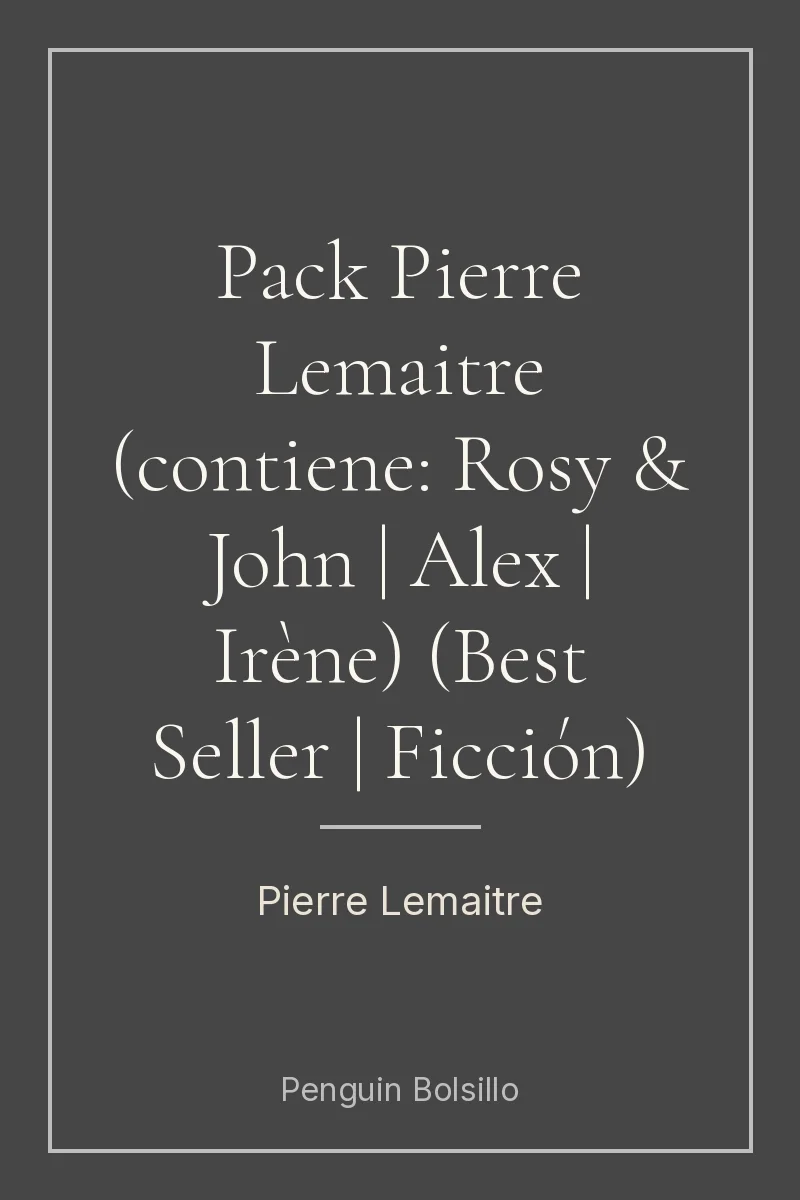 Pack Pierre
Lemaitre
(contiene: Rosy &
John | Alex |
Irène) (Best
Seller | Ficción)
Pierre Lemaitre
Penguin Bolsillo